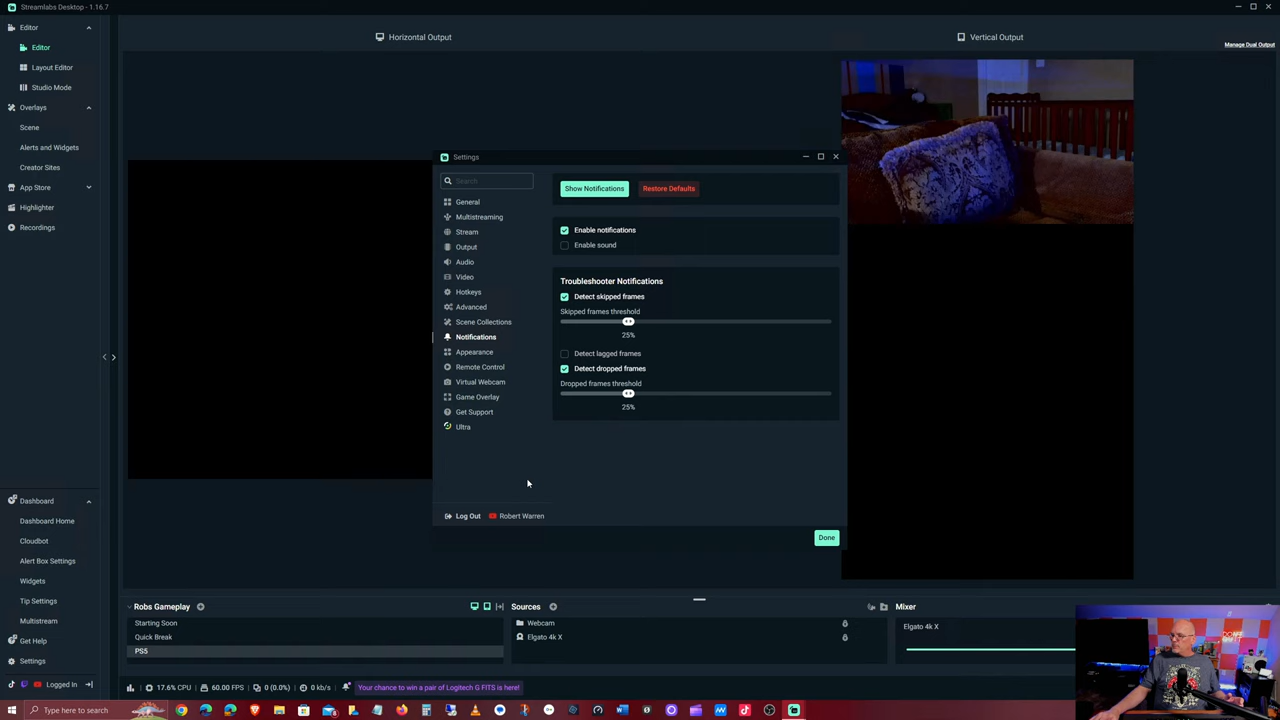 Streamlabs Desktop - 1.16.7
Editor
Editor
Layout Editor
Studio Mode
Overlays
Scene
Alerts and Widgets
Creator Sites
App Store
Highlighter
Recordings
Dashboard
Dashboard Home
Cloudbot
Alert Box Settings
Widgets
Tip Settings
Multistream
Get Help
Settings
Logged In
Horizontal Output
Vertical Output
Manage Dual Output
Settings
Search
General
Multistreaming
Stream
Output
Audio
Video
Hotkeys
Advanced
Scene Collections
Notifications
Appearance
Remote Control
Virtual Webcam
Game Overlay
Get Support
Ultra
Log Out Robert Warren
Show Notifications Restore Defaults
Enable notifications
Enable sound
Troubleshooter Notifications
Detect skipped frames
Skipped frames threshold
25%
Detect lagged frames
Detect dropped frames
Dropped frames threshold
25%
Done
Robs Gameplay
Starting Soon
Quick Break
PS5
Sources
Webcam
Elgato 4k X
Mixer
Elgato 4k X
17.6% CPU 60.00 FPS 0 (0.0%) 0 kb/s Your chance to win a pair of Logitech G FITS is here!
Type here to search